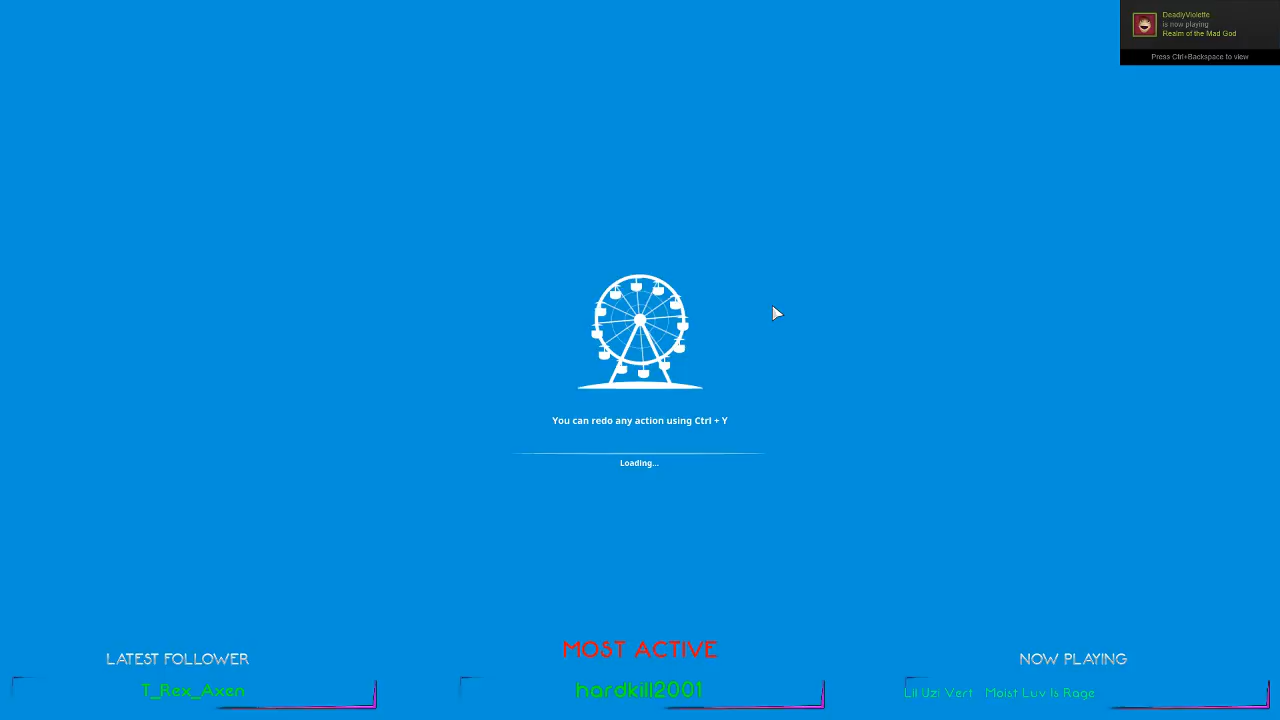 DeadlyViolette
is now playing
Realm of the Mad God
Press Ctrl+Backspace to view
You can redo any action using Ctrl + Y
Loading...
MOST ACTIVE
LATEST FOLLOWER
NOW PLAYING
T_Rex_Axen
hardkill2001
Lil Uzi Vert Moist Luv Is Rage